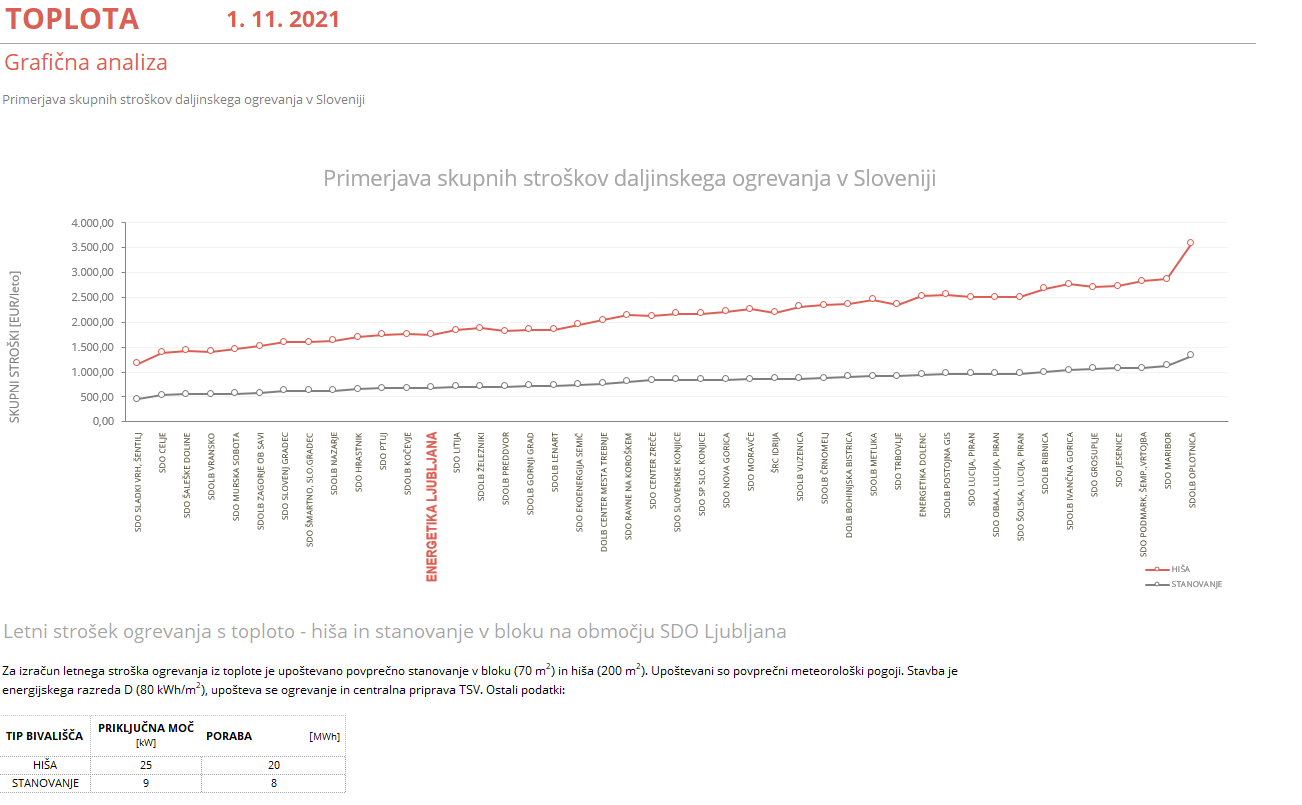 TOPLOTA 1. 11. 2021
Grafična analiza
Primerjava skupnih stroškov daljinskega ogrevanja v Sloveniji
Primerjava skupnih stroškov daljinskega ogrevanja v Sloveniji
SKUPNI STROŠKI [EUR/leto]
4.000,00
3.500,00
3.000,00
2.500,00
2.000,00
1.500,00
1.000,00
500,00
0,00
SDO SLADKI VRH, ŠENTILJ
SDO CELJE
SDO ŠALEŠKE DOLINE
SDOLB VRANSKO
SDO MURSKA SOBOTA
SDOLB ZAGORJE OB SAVI
SDO SLOVENJ GRADEC
SDO ŠMARTNO, SLO.GRADEC
SDOLB NAZARJE
SDO HRASTNIK
SDO PTUJ
SDOLB KOČEVJE
ENERGETIKA LJUBLJANA
SDO LITIJA
SDOLB ŽELEZNIKI
SDOLB PREDDVOR
SDOLB GORNJI GRAD
SDOLB LENART
SDO EKOENERGIJA SEMIČ
DOLB CENTER MESTA TREBNJE
SDO RAVNE NA KOROŠKEM
SDO CENTER ZREČE
SDO SLOVENSKE KONJICE
SDO SP SLO. KONJICE
SDO NOVA GORICA
SDO MORAVČE
ŠRC IDRIJA
SDOLB VUZENICA
SDOLB ČRNOMELJ
DOLB BOHINJSKA BISTRICA
SDOLB METLIKA
SDO TRBOVLJE
ENERGETIKA DOLENC
SDOLB POSTOJNA GIS
SDO LUCIJA, PIRAN
SDO OBALA, LUCIJA, PIRAN
SDO ŠOLSKA, LUCIJA, PIRAN
SDOLB RIBNICA
SDOLB IVANČNA GORICA
SDO GROSUPLJE
SDO JESENICE
SDO PODMARK, ŠEMP.,VRTOJBA
SDO MARIBOR
SDOLB OPLOTNICA
HIŠA
STANOVANJE
Letni strošek ogrevanja s toploto - hiša in stanovanje v bloku na območju SDO Ljubljana
Za izračun letnega stroška ogrevanja iz toplote je upoštevano povprečno stanovanje v bloku (70 m²) in hiša (200 m²). Upoštevani so povprečni meteorološki pogoji. Stavba je
energijskega razreda D (80 kWh/m²), upošteva se ogrevanje in centralna priprava TSV. Ostali podatki:
TIP BIVALIŠČA PRIKLJUČNA MOČ [kW] PORABA [MWh]
HIŠA 25 20
STANOVANJE 9 8